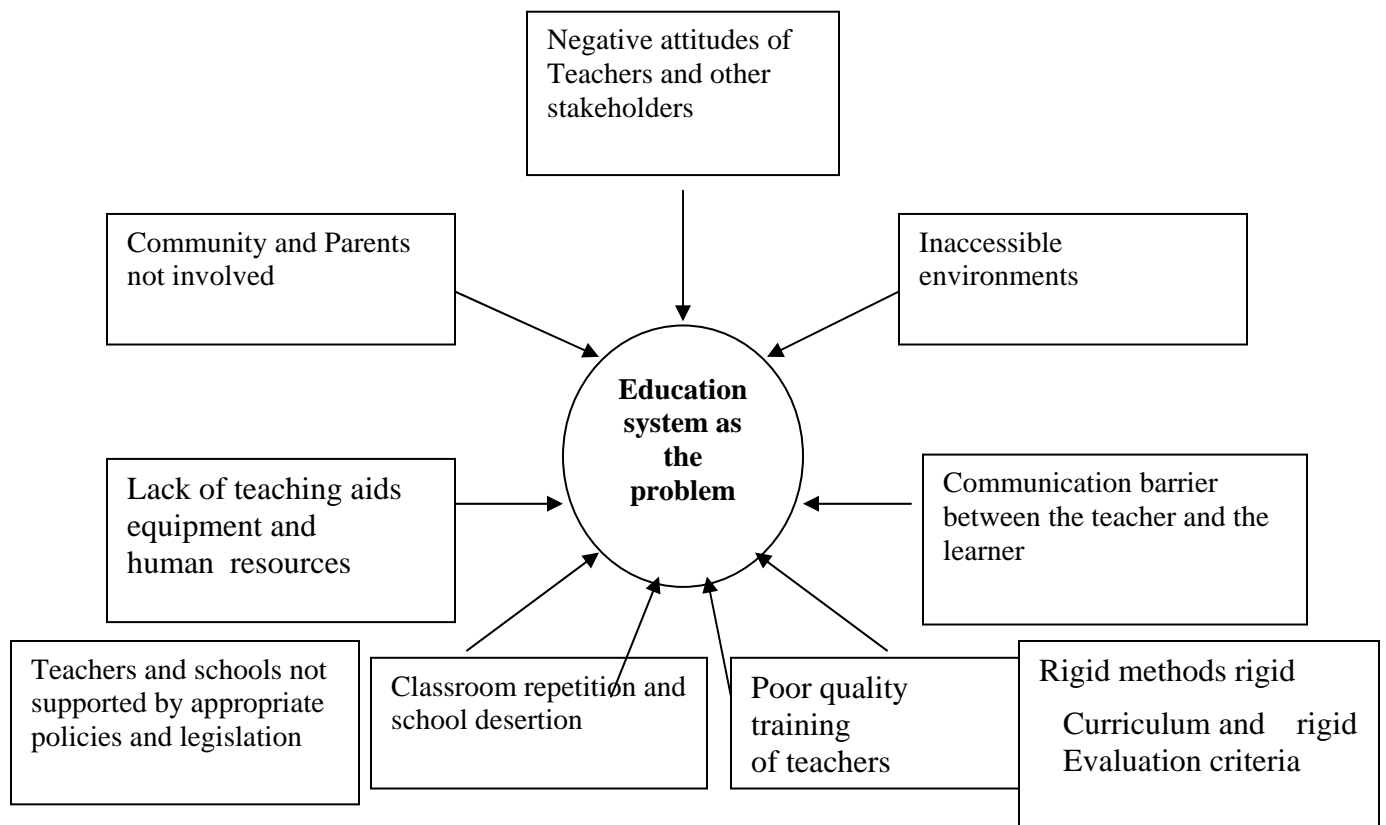 Negative attitudes of
Teachers and other
stakeholders
Community and Parents
not involved
Inaccessible
environments
Education
system as
the
problem
Lack of teaching aids
equipment and
human resources
Communication barrier
between the teacher and the
learner
Teachers and schools not
supported by appropriate
policies and legislation
Classroom repetition and
school desertion
Poor quality
training
of teachers
Rigid methods rigid
Curriculum and rigid
Evaluation criteria